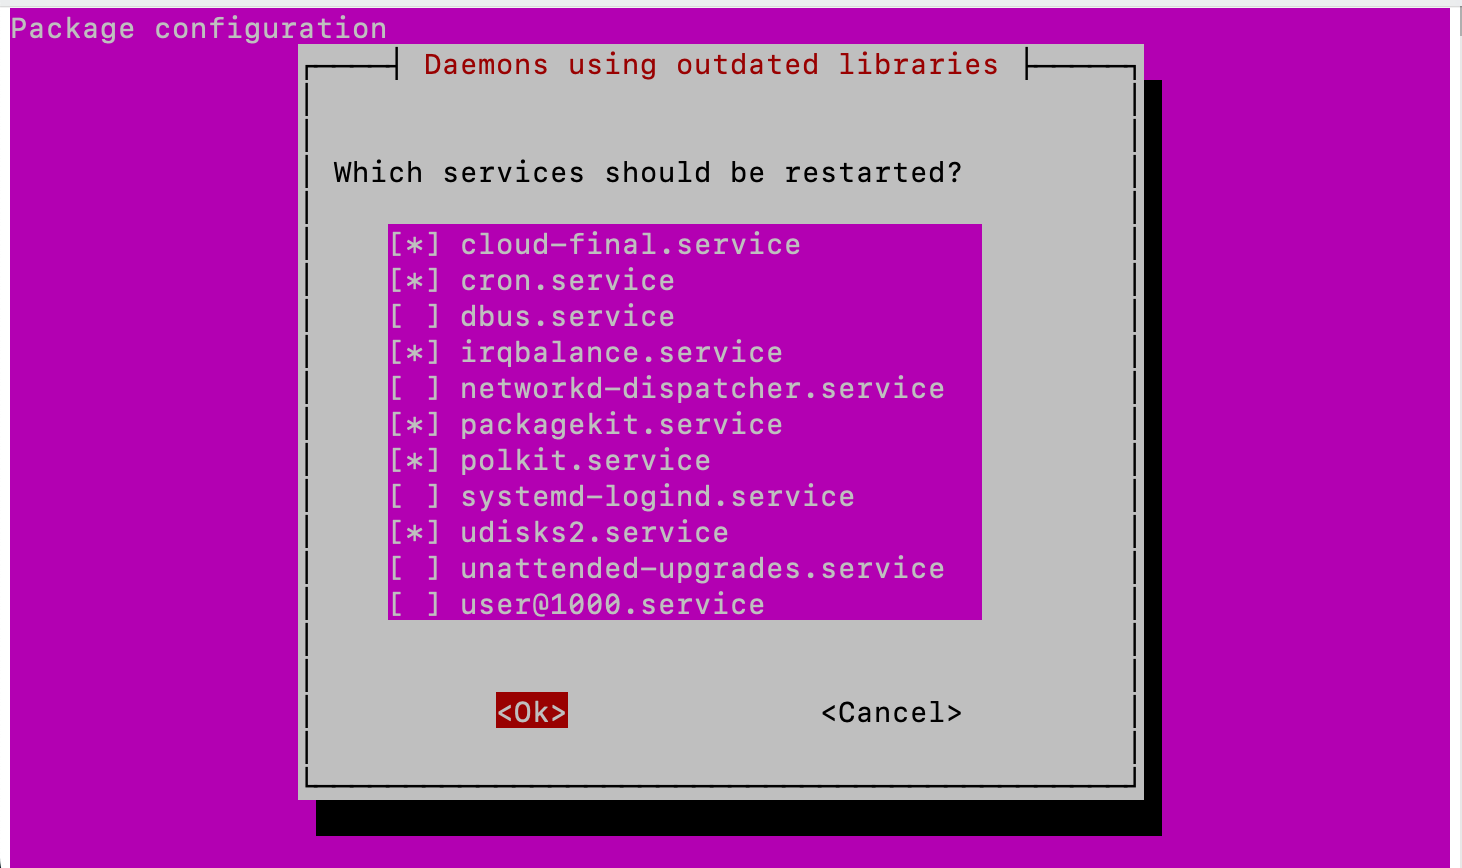 Package configuration
Daemons using outdated libraries
Which services should be restarted?
[*] cloud-final.service
[*] cron.service
[ ] dbus.service
[*] irqbalance.service
[ ] networkd-dispatcher.service
[*] packagekit.service
[*] polkit.service
[ ] systemd-logind.service
[*] udisks2.service
[ ] unattended-upgrades.service
[ ] user@1000.service
<Ok> <Cancel>